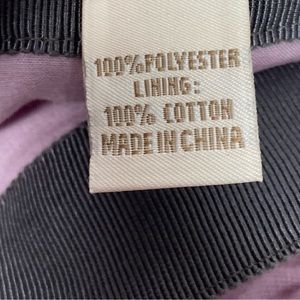 100%POLYESTER
LINING:
100% COTTON
MADE IN CHINA